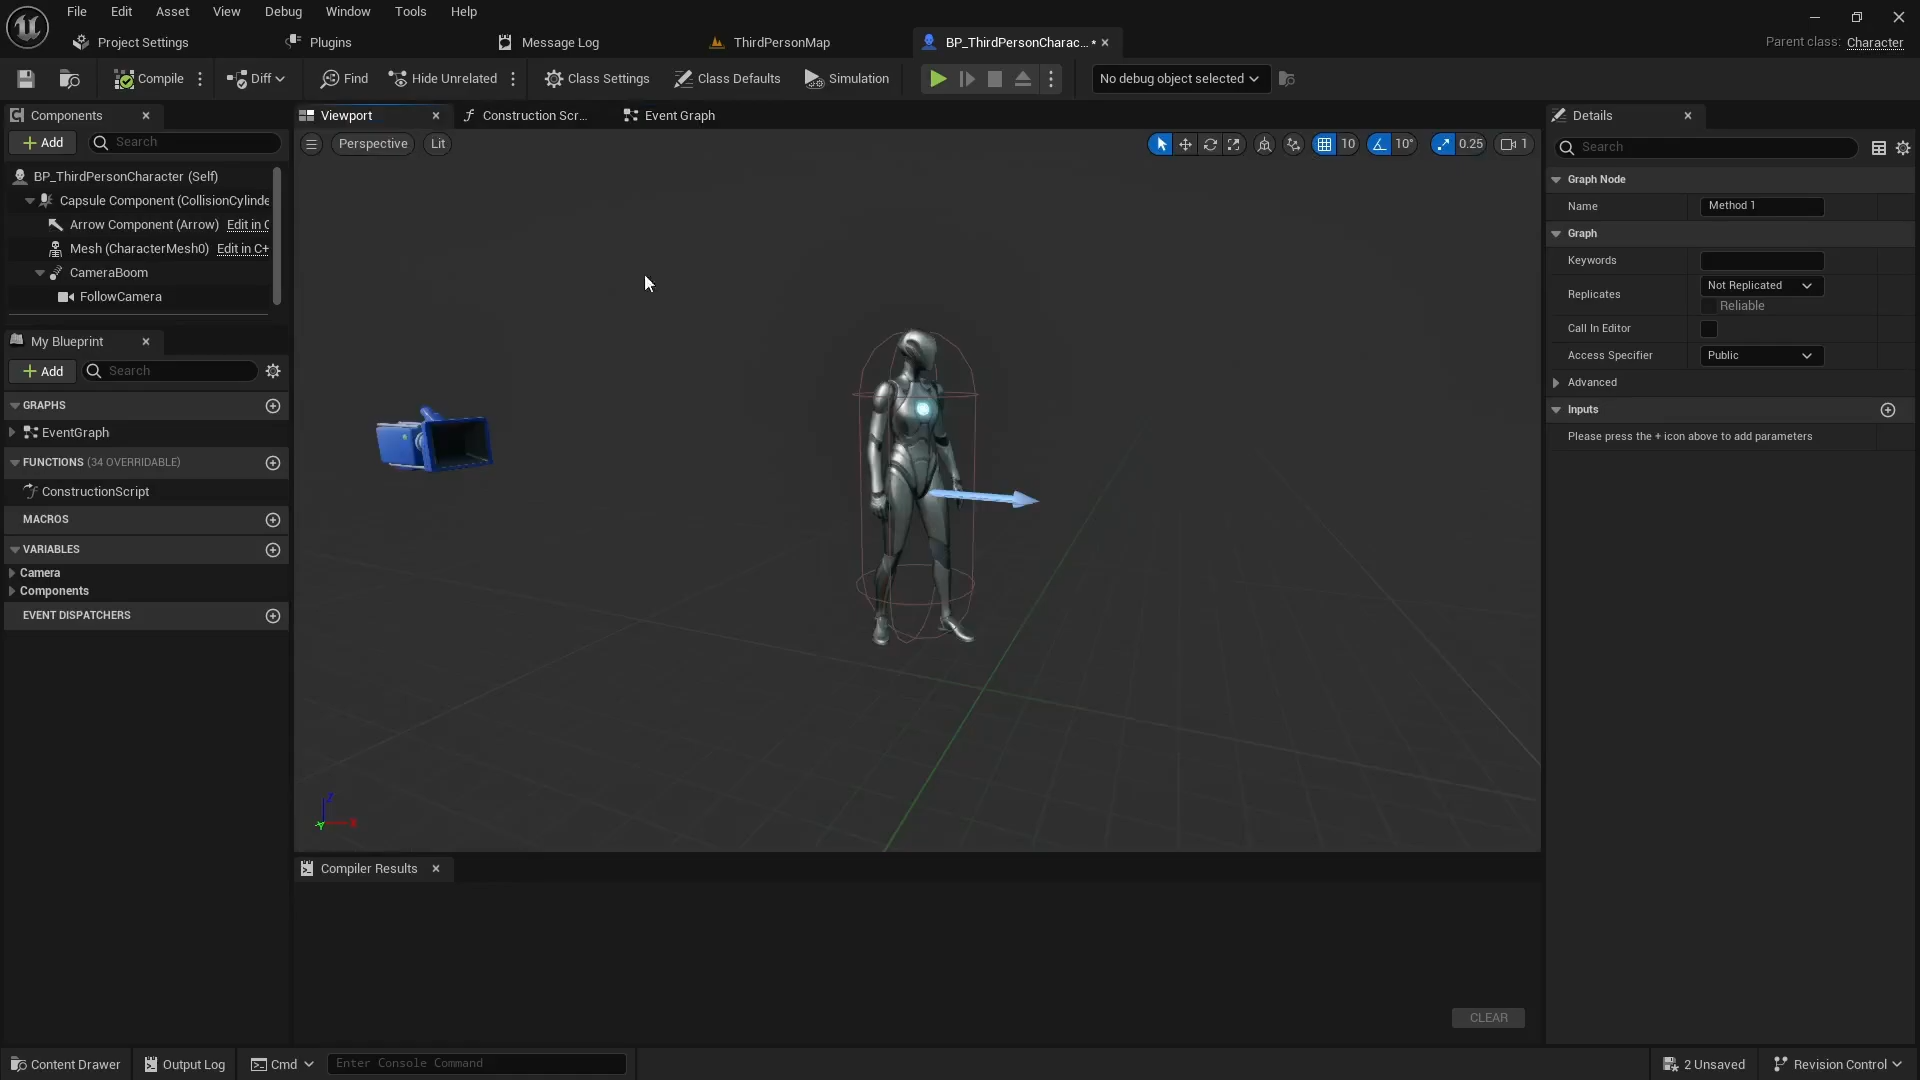 File Edit Asset View Debug Window Tools Help
Project Settings Plugins Message Log ThirdPersonMap BP_ThirdPersonCharac... * Parent class: Character
Compile Diff Find Hide Unrelated Class Settings Class Defaults Simulation No debug object selected
Components
Add Search
BP_ThirdPersonCharacter (Self)
Capsule Component (CollisionCylinde
Arrow Component (Arrow) Edit in C
Mesh (CharacterMesh0) Edit in C+
CameraBoom
FollowCamera
My Blueprint
Add Search
GRAPHS
EventGraph
FUNCTIONS (34 OVERRIDABLE)
ConstructionScript
MACROS
VARIABLES
Camera
Components
EVENT DISPATCHERS
Viewport Construction Scr... Event Graph
Perspective Lit 10 10° 0.25 1
Z
X
Y
Compiler Results
CLEAR
Details
Search
Graph Node
Name Method 1
Graph
Keywords
Replicates Not Replicated
Reliable
Call In Editor
Access Specifier Public
Advanced
Inputs
Please press the + icon above to add parameters
Content Drawer Output Log Cmd Enter Console Command 2 Unsaved Revision Control